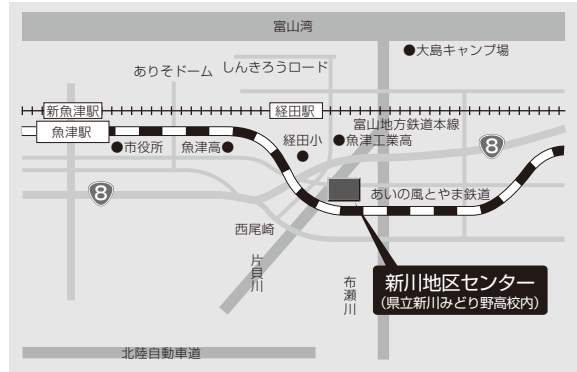 富山湾
●大島キャンプ場
ありそドーム
しんきろうロード
新魚津駅
経田駅
富山地方鉄道本線
魚津駅
経田小
●魚津工業高
8
●市役所
魚津高●
8
あいの風とやま鉄道
西尾崎
片貝川
布瀬川
新川地区センター
(県立新川みどり野高校内)
北陸自動車道